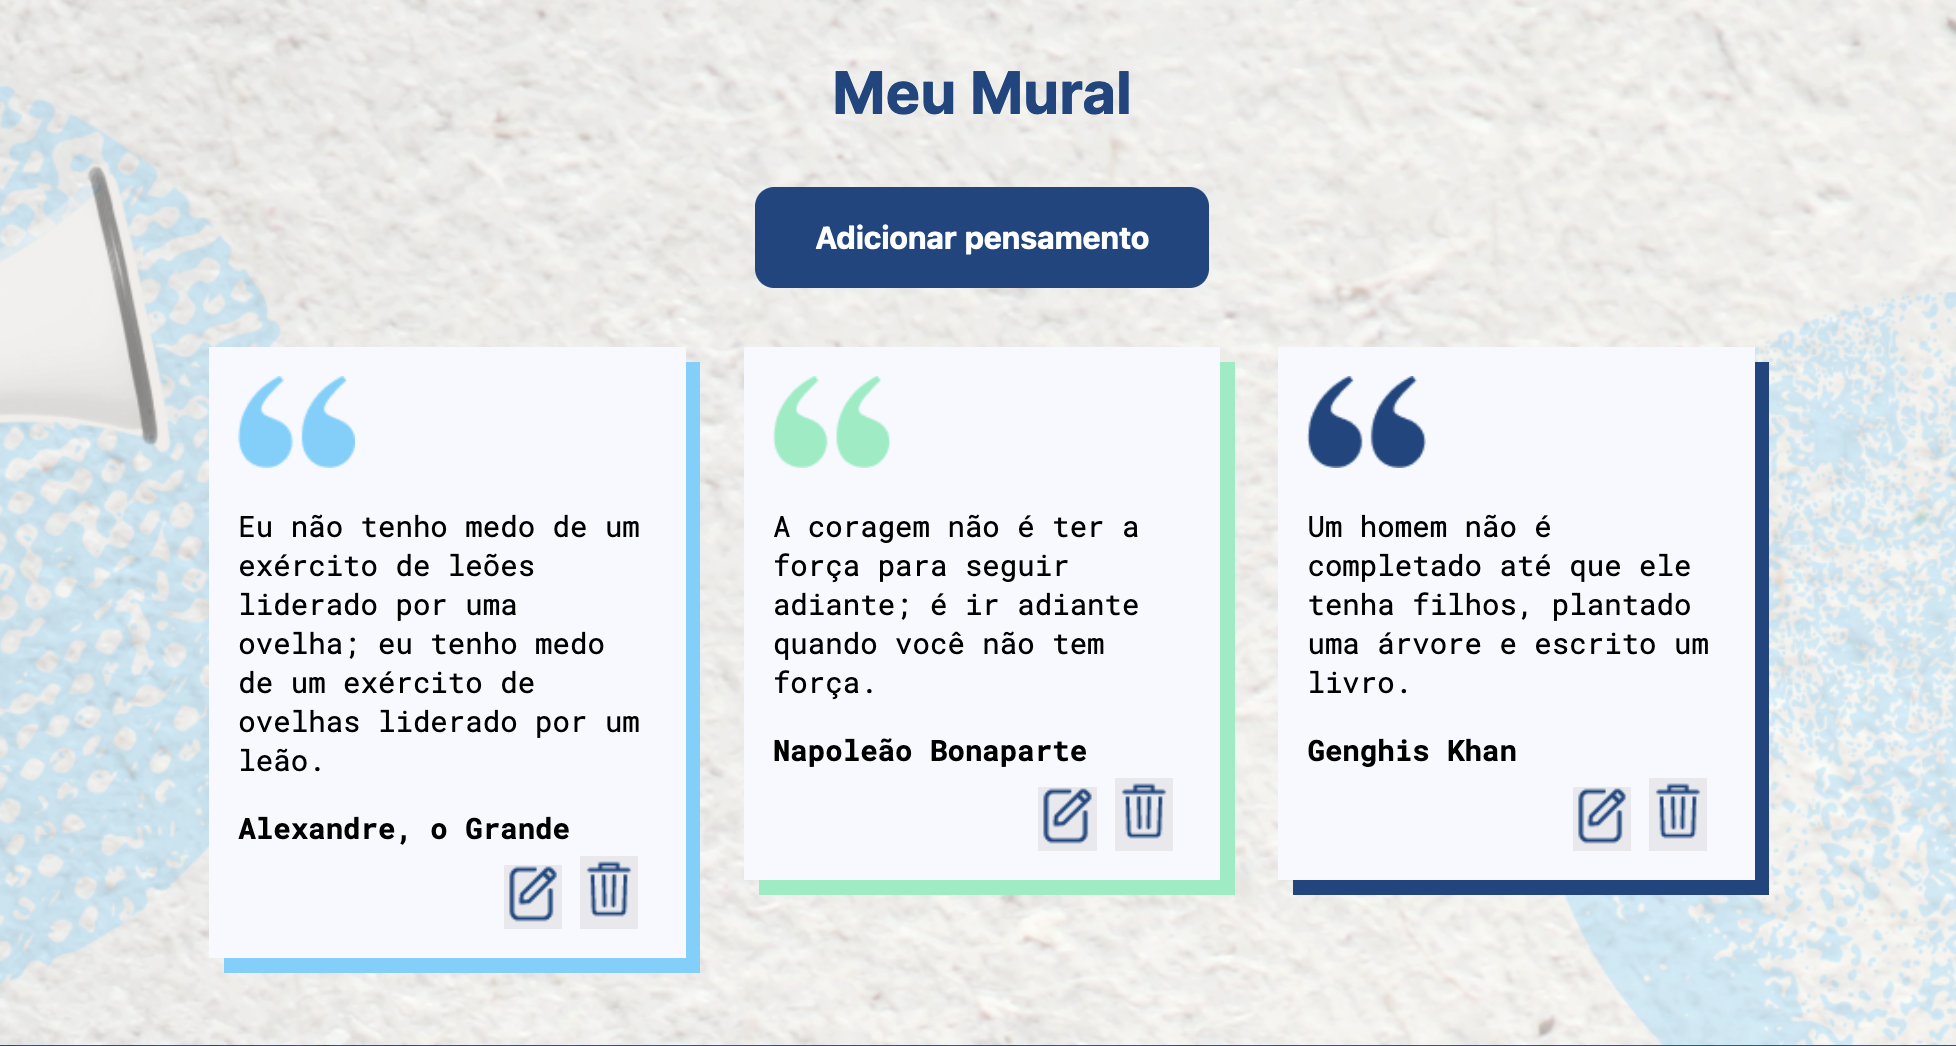 Meu Mural
Adicionar pensamento
Eu não tenho medo de um
exército de leões
liderado por uma
ovelha; eu tenho medo
de um exército de
ovelhas liderado por um
leão.
Alexandre, o Grande
A coragem não é ter a
força para seguir
adiante; é ir adiante
quando você não tem
força.
Napoleão Bonaparte
Um homem não é
completado até que ele
tenha filhos, plantado
uma árvore e escrito um
livro.
Genghis Khan